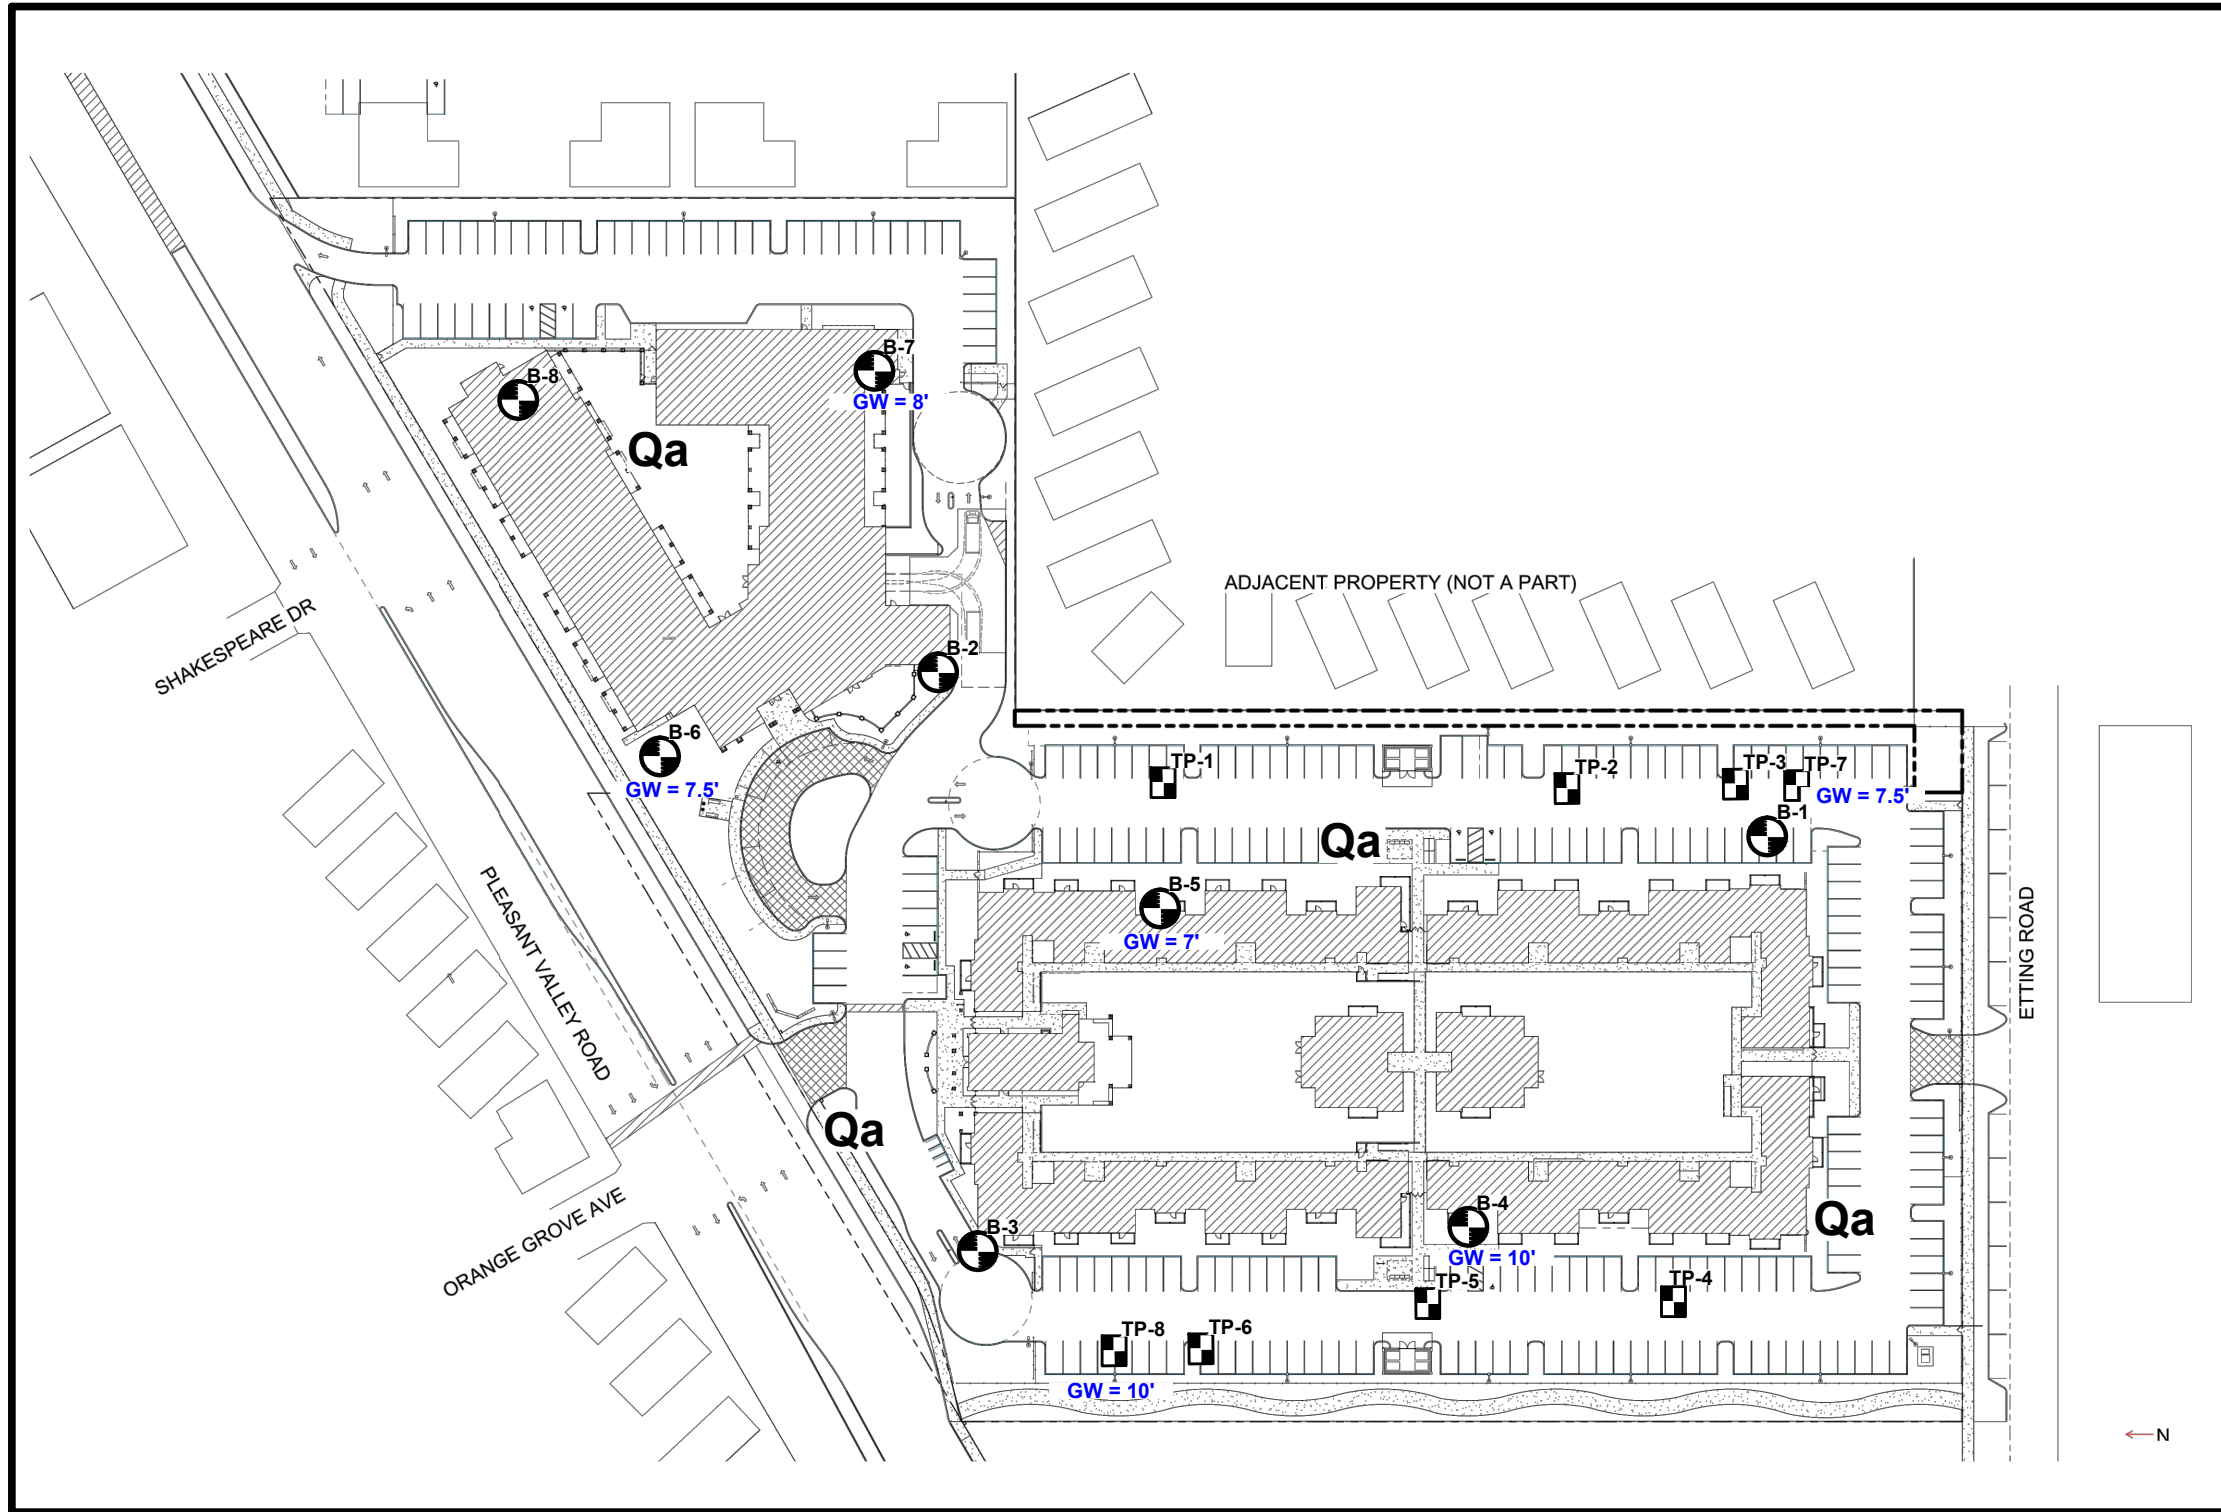 B-7
B-8
GW = 8'
Qa
ADJACENT PROPERTY (NOT A PART)
SHAKESPEARE DR
B-2
B-6
GW = 7.5'
TP-1
TP-2
TP-3
TP-7
GW = 7.5'
B-1
Qa
PLEASANT VALLEY ROAD
B-5
GW = 7'
ETTING ROAD
Qa
ORANGE GROVE AVE
B-3
B-4
Qa
GW = 10'
TP-5
TP-4
TP-8
TP-6
GW = 10'
N